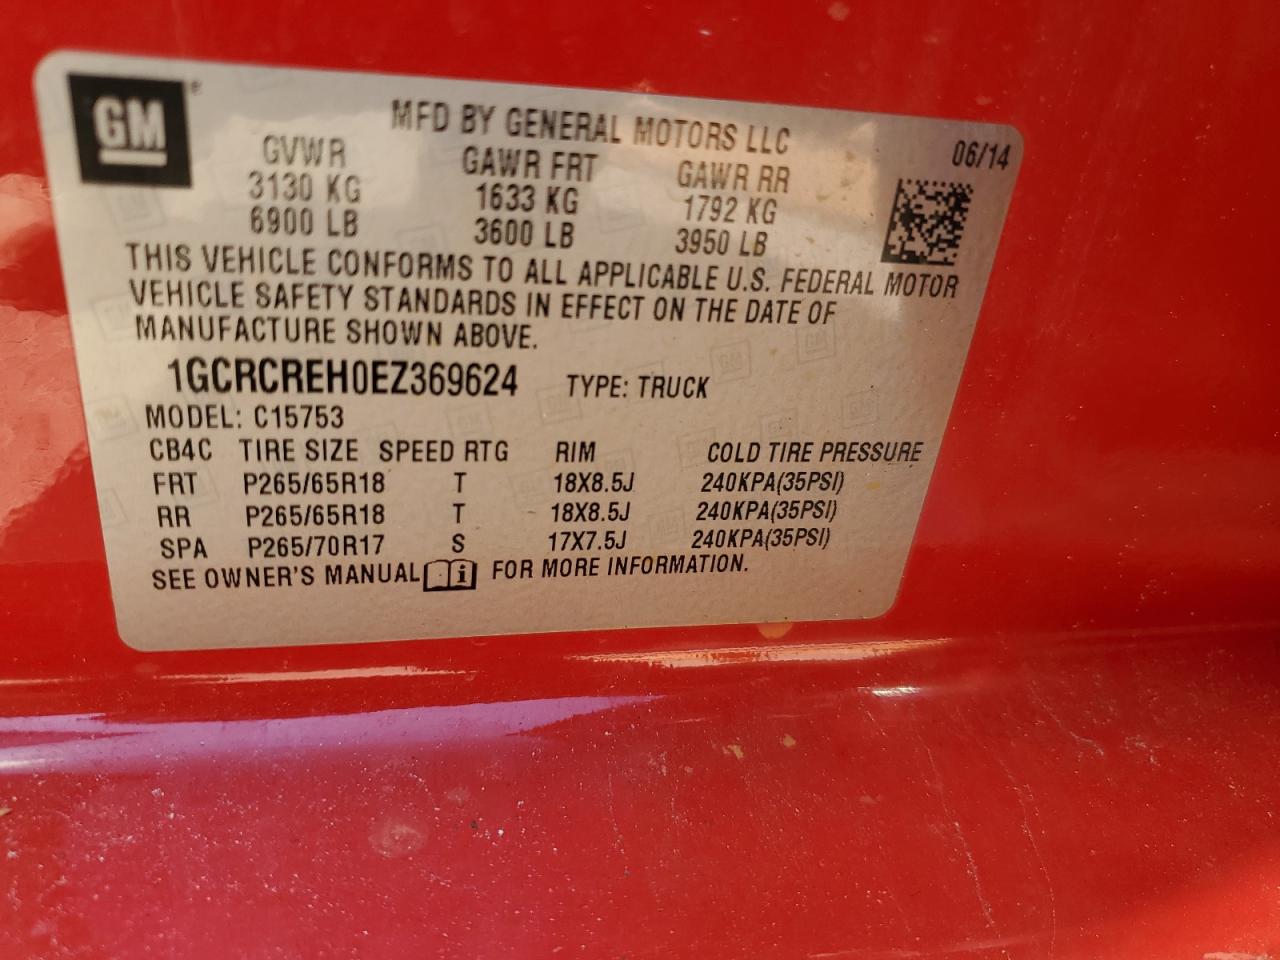 GM
MFD BY GENERAL MOTORS LLC
06/14
GVWR GAWR FRT GAWR RR
3130 KG 1633 KG 1792 KG
6900 LB 3600 LB 3950 LB
THIS VEHICLE CONFORMS TO ALL APPLICABLE U.S. FEDERAL MOTOR
VEHICLE SAFETY STANDARDS IN EFFECT ON THE DATE OF
MANUFACTURE SHOWN ABOVE.
1GCRCREH0EZ369624 TYPE: TRUCK
MODEL: C15753
CB4C TIRE SIZE SPEED RTG RIM COLD TIRE PRESSURE
FRT P265/65R18 T 18X8.5J 240KPA(35PSI)
RR P265/65R18 T 18X8.5J 240KPA(35PSI)
SPA P265/70R17 S 17X7.5J 240KPA(35PSI)
SEE OWNER'S MANUAL i FOR MORE INFORMATION.